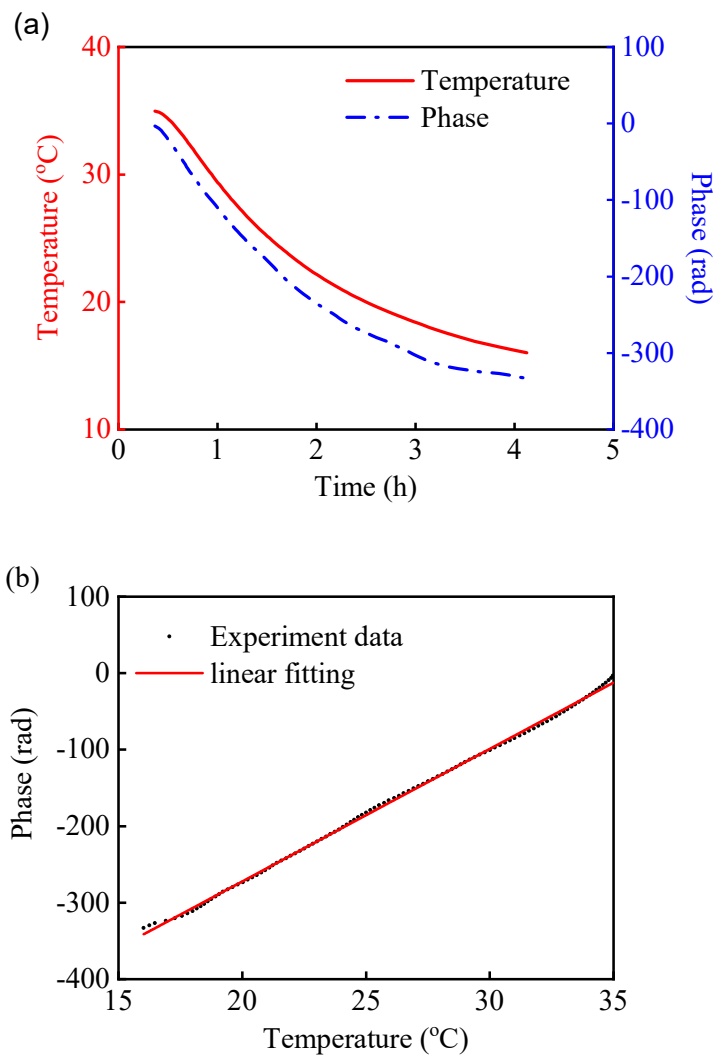 (a)
40
30
20
10
Temperature (°C)
100
0
-100
-200
-300
-400
Phase (rad)
Temperature
Phase
0 1 2 3 4 5
Time (h)
(b)
100
0
-100
-200
-300
-400
Phase (rad)
Experiment data
linear fitting
15 20 25 30 35
Temperature (°C)